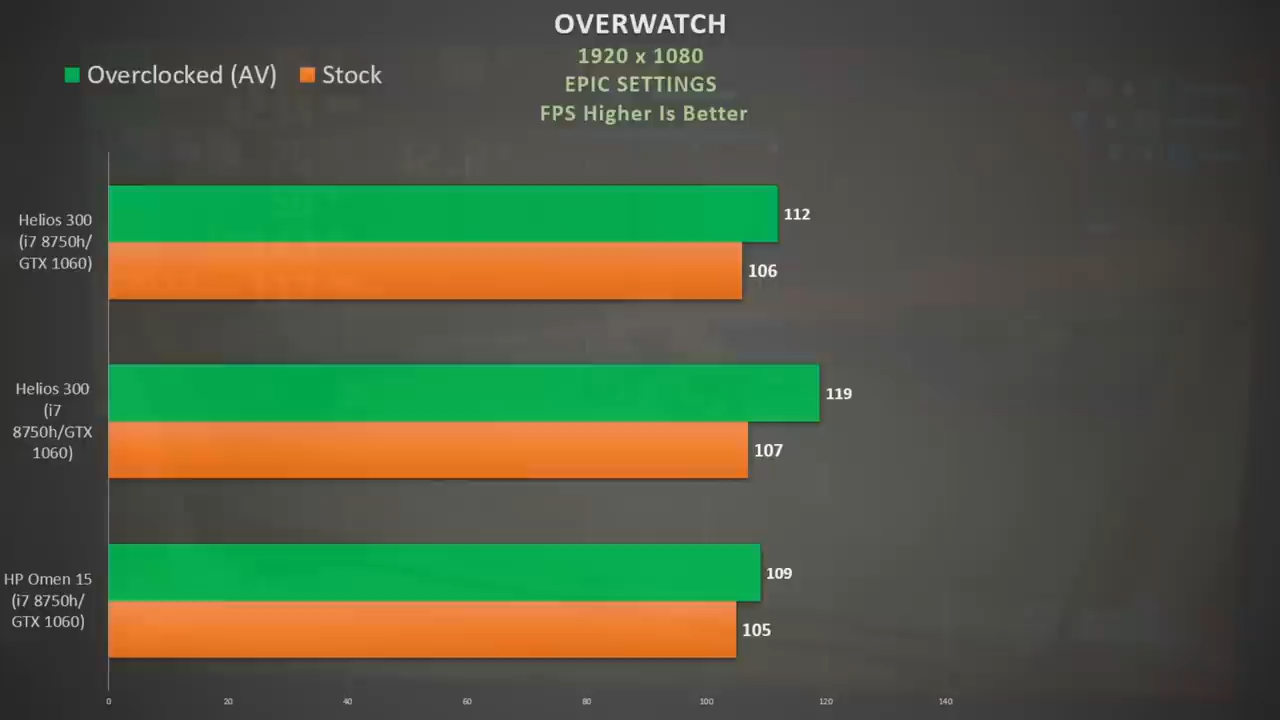 OVERWATCH
1920 x 1080
EPIC SETTINGS
FPS Higher Is Better
Overclocked (AV) Stock
Helios 300
(i7 8750h/
GTX 1060)
112
106
Helios 300
(i7
8750h/GTX
1060)
119
107
HP Omen 15
(i7 8750h/
GTX 1060)
109
105
0 20 40 60 80 100 120 140